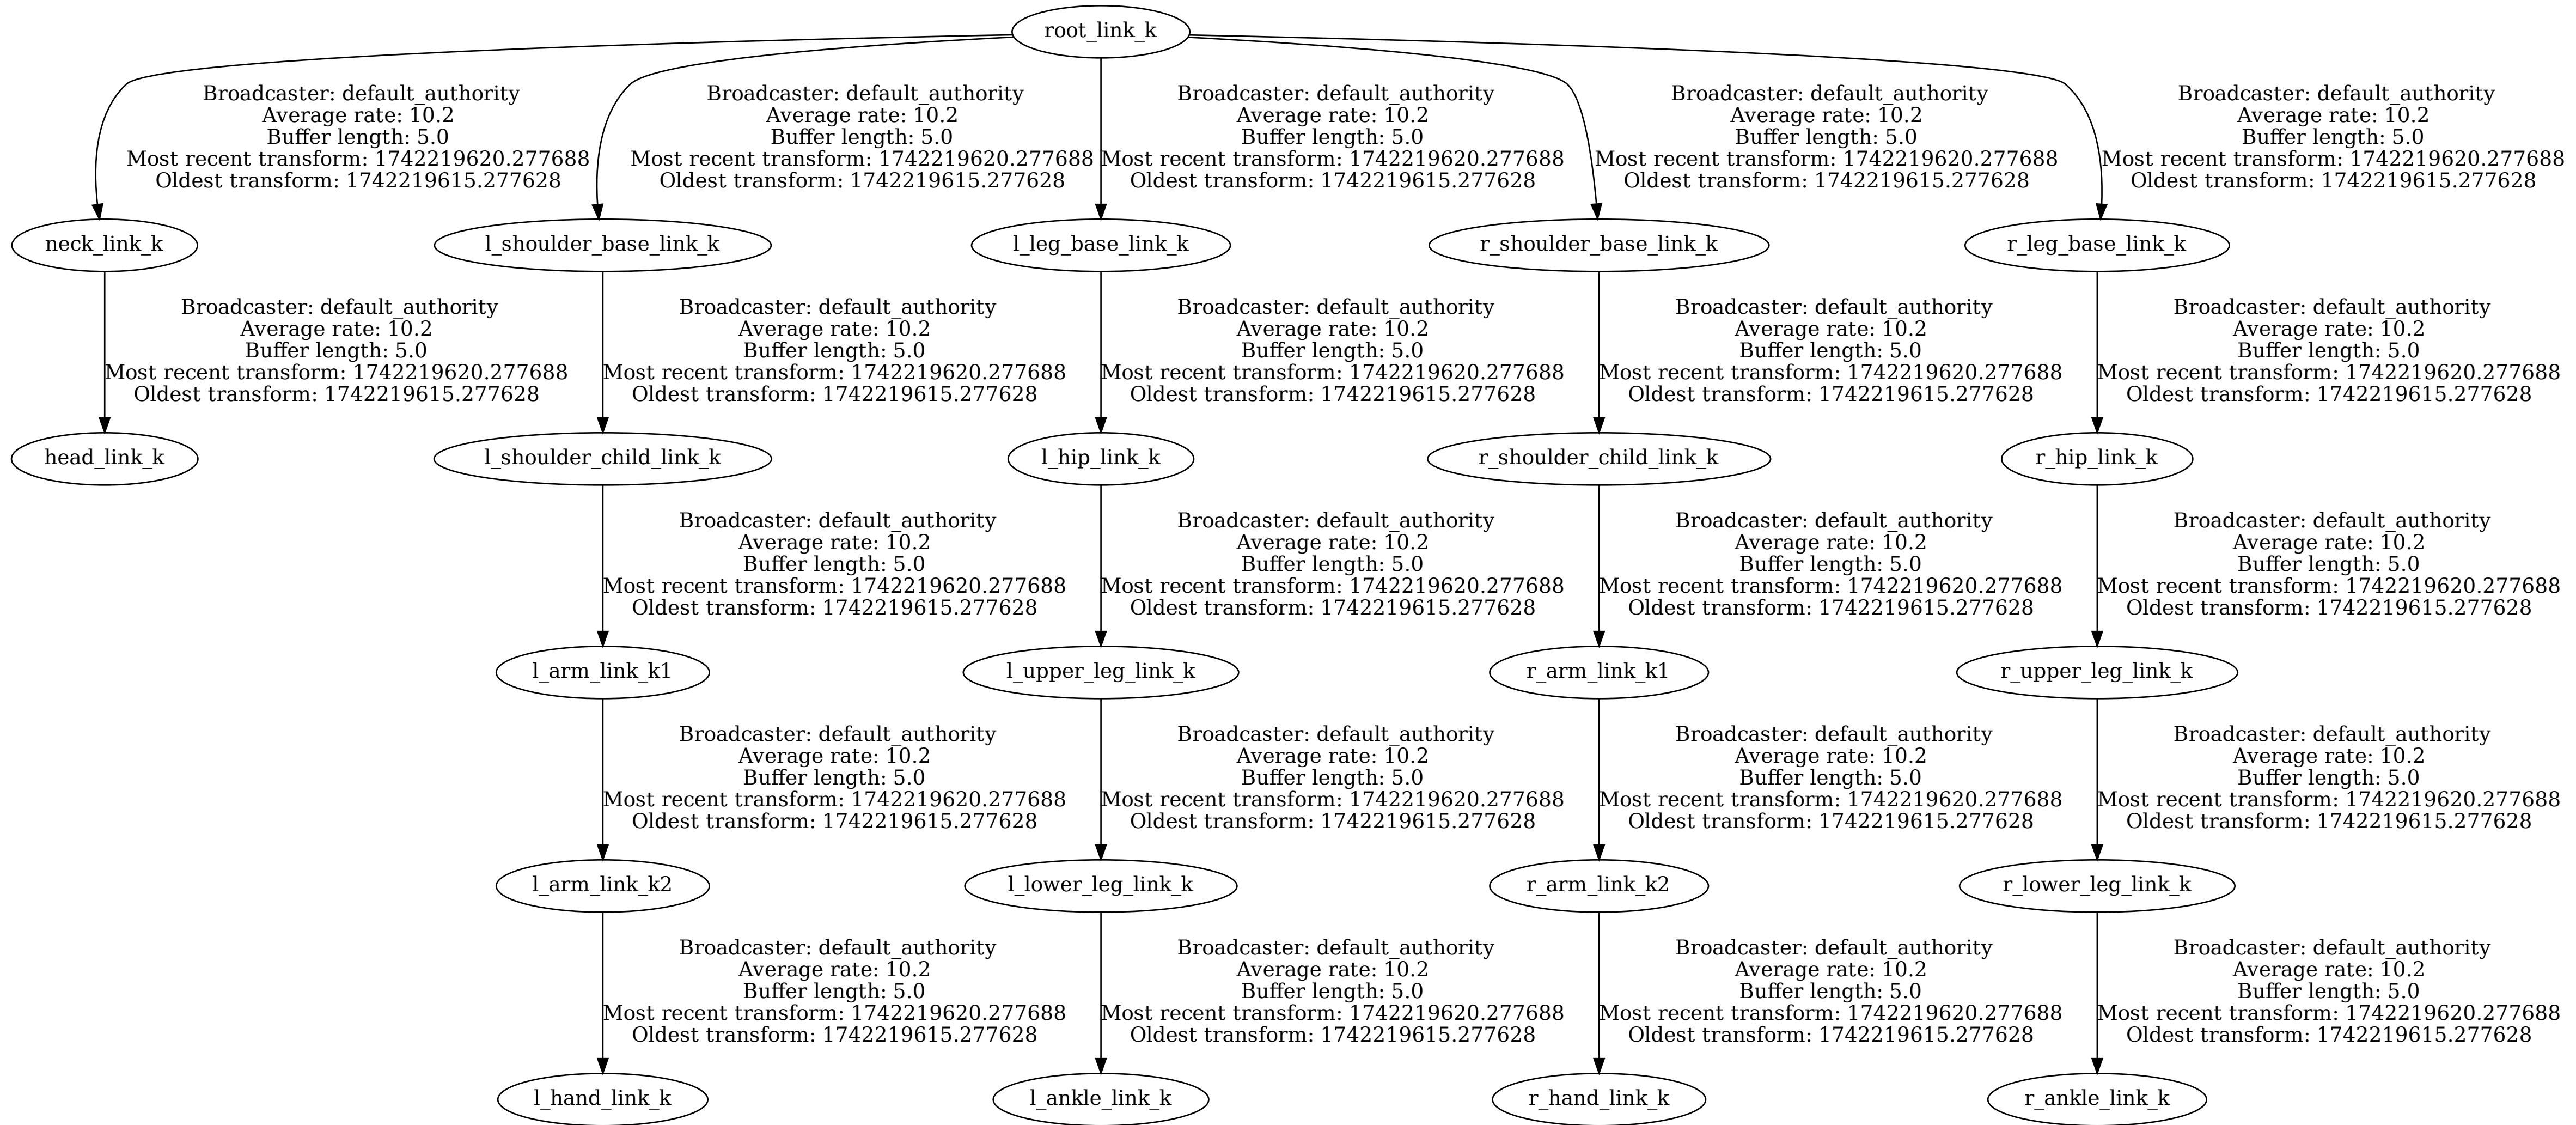 root_link_k
Broadcaster: default_authority
Average rate: 10.2
Buffer length: 5.0
Most recent transform: 1742219620.277688
Oldest transform: 1742219615.277628
Broadcaster: default_authority
Average rate: 10.2
Buffer length: 5.0
Most recent transform: 1742219620.277688
Oldest transform: 1742219615.277628
Broadcaster: default_authority
Average rate: 10.2
Buffer length: 5.0
Most recent transform: 1742219620.277688
Oldest transform: 1742219615.277628
Broadcaster: default_authority
Average rate: 10.2
Buffer length: 5.0
Most recent transform: 1742219620.277688
Oldest transform: 1742219615.277628
Broadcaster: default_authority
Average rate: 10.2
Buffer length: 5.0
Most recent transform: 1742219620.277688
Oldest transform: 1742219615.277628
neck_link_k
l_shoulder_base_link_k
l_leg_base_link_k
r_shoulder_base_link_k
r_leg_base_link_k
Broadcaster: default_authority
Average rate: 10.2
Buffer length: 5.0
Most recent transform: 1742219620.277688
Oldest transform: 1742219615.277628
Broadcaster: default_authority
Average rate: 10.2
Buffer length: 5.0
Most recent transform: 1742219620.277688
Oldest transform: 1742219615.277628
Broadcaster: default_authority
Average rate: 10.2
Buffer length: 5.0
Most recent transform: 1742219620.277688
Oldest transform: 1742219615.277628
Broadcaster: default_authority
Average rate: 10.2
Buffer length: 5.0
Most recent transform: 1742219620.277688
Oldest transform: 1742219615.277628
Broadcaster: default_authority
Average rate: 10.2
Buffer length: 5.0
Most recent transform: 1742219620.277688
Oldest transform: 1742219615.277628
head_link_k
l_shoulder_child_link_k
l_hip_link_k
r_shoulder_child_link_k
r_hip_link_k
Broadcaster: default_authority
Average rate: 10.2
Buffer length: 5.0
Most recent transform: 1742219620.277688
Oldest transform: 1742219615.277628
Broadcaster: default_authority
Average rate: 10.2
Buffer length: 5.0
Most recent transform: 1742219620.277688
Oldest transform: 1742219615.277628
Broadcaster: default_authority
Average rate: 10.2
Buffer length: 5.0
Most recent transform: 1742219620.277688
Oldest transform: 1742219615.277628
Broadcaster: default_authority
Average rate: 10.2
Buffer length: 5.0
Most recent transform: 1742219620.277688
Oldest transform: 1742219615.277628
l_arm_link_k1
l_upper_leg_link_k
r_arm_link_k1
r_upper_leg_link_k
Broadcaster: default_authority
Average rate: 10.2
Buffer length: 5.0
Most recent transform: 1742219620.277688
Oldest transform: 1742219615.277628
Broadcaster: default_authority
Average rate: 10.2
Buffer length: 5.0
Most recent transform: 1742219620.277688
Oldest transform: 1742219615.277628
Broadcaster: default_authority
Average rate: 10.2
Buffer length: 5.0
Most recent transform: 1742219620.277688
Oldest transform: 1742219615.277628
Broadcaster: default_authority
Average rate: 10.2
Buffer length: 5.0
Most recent transform: 1742219620.277688
Oldest transform: 1742219615.277628
l_arm_link_k2
l_lower_leg_link_k
r_arm_link_k2
r_lower_leg_link_k
Broadcaster: default_authority
Average rate: 10.2
Buffer length: 5.0
Most recent transform: 1742219620.277688
Oldest transform: 1742219615.277628
Broadcaster: default_authority
Average rate: 10.2
Buffer length: 5.0
Most recent transform: 1742219620.277688
Oldest transform: 1742219615.277628
Broadcaster: default_authority
Average rate: 10.2
Buffer length: 5.0
Most recent transform: 1742219620.277688
Oldest transform: 1742219615.277628
Broadcaster: default_authority
Average rate: 10.2
Buffer length: 5.0
Most recent transform: 1742219620.277688
Oldest transform: 1742219615.277628
l_hand_link_k
l_ankle_link_k
r_hand_link_k
r_ankle_link_k